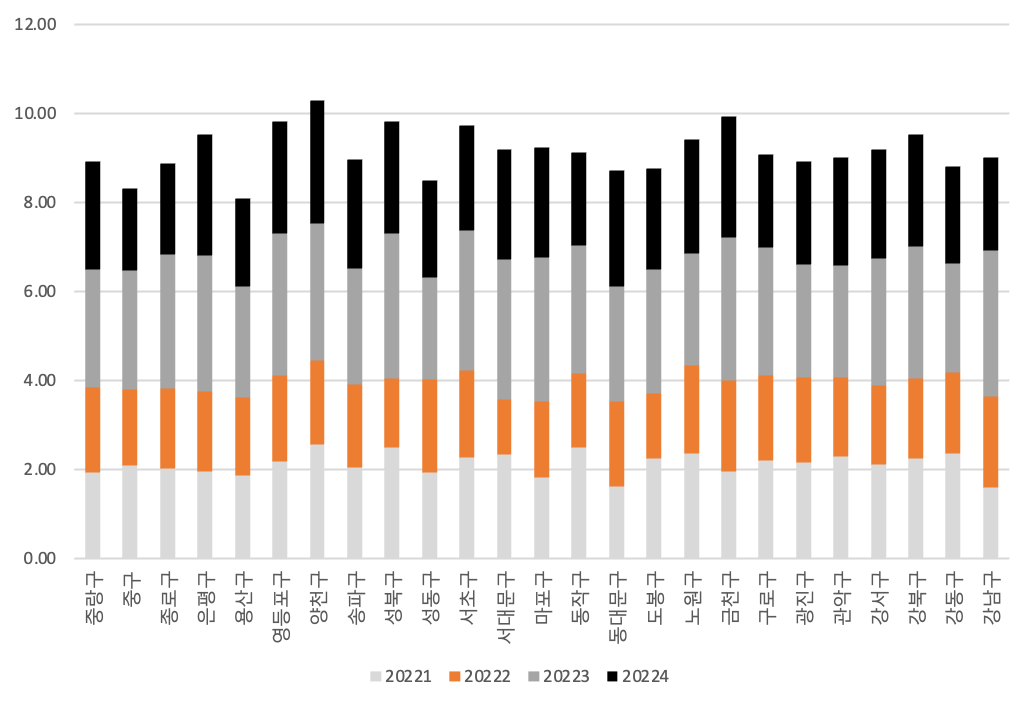 12.00
10.00
8.00
6.00
4.00
2.00
0.00
중랑구
중구
종로구
은평구
용산구
영등포구
양천구
송파구
성북구
성동구
서초구
서대문구
마포구
동작구
동대문구
도봉구
노원구
금천구
구로구
광진구
관악구
강서구
강북구
강동구
강남구
20221 20222 20223 20224